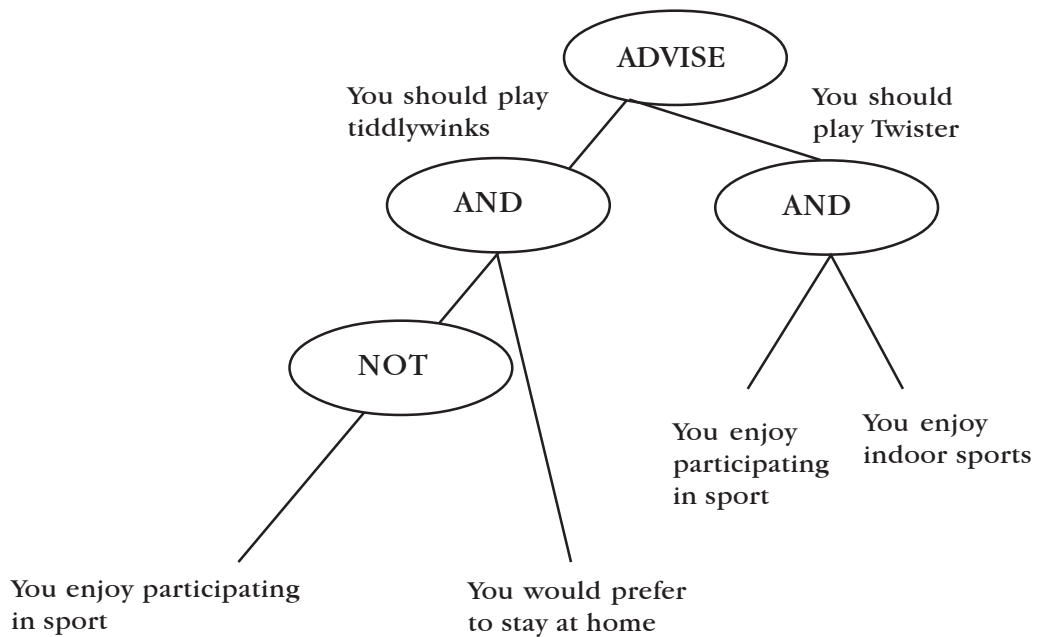 ADVISE
You should play
tiddlywinks
You should
play Twister
AND
AND
NOT
You enjoy
participating
in sport
You enjoy
indoor sports
You enjoy participating
in sport
You would prefer
to stay at home